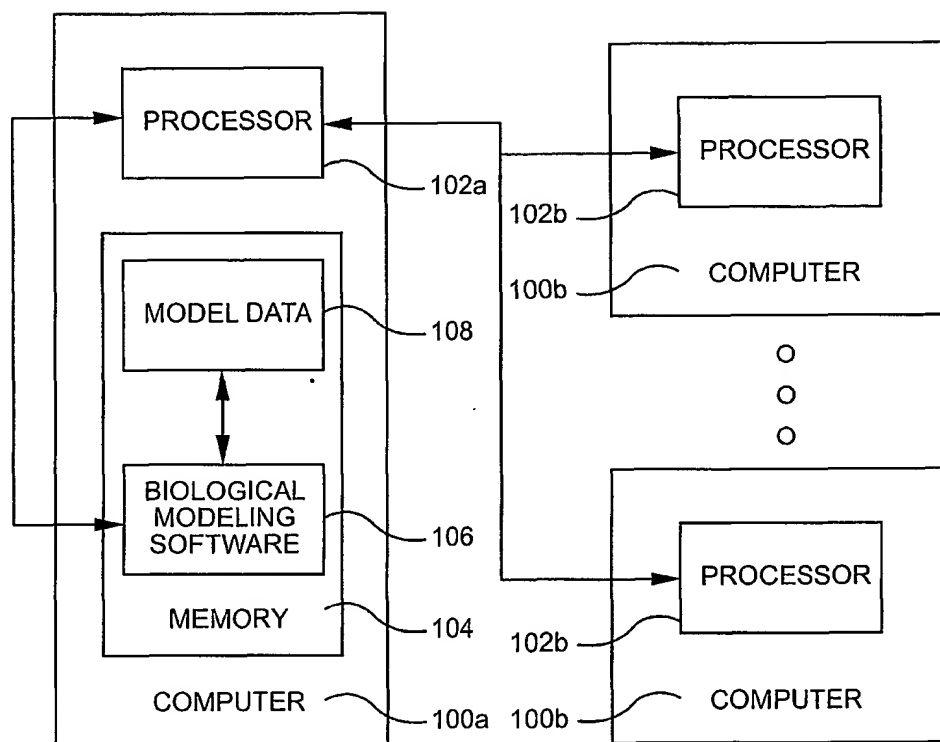 PROCESSOR
102a
MODEL DATA
108
BIOLOGICAL
MODELING
SOFTWARE
106
MEMORY
104
COMPUTER
100a
PROCESSOR
102b
COMPUTER
100b
PROCESSOR
102b
COMPUTER
100b